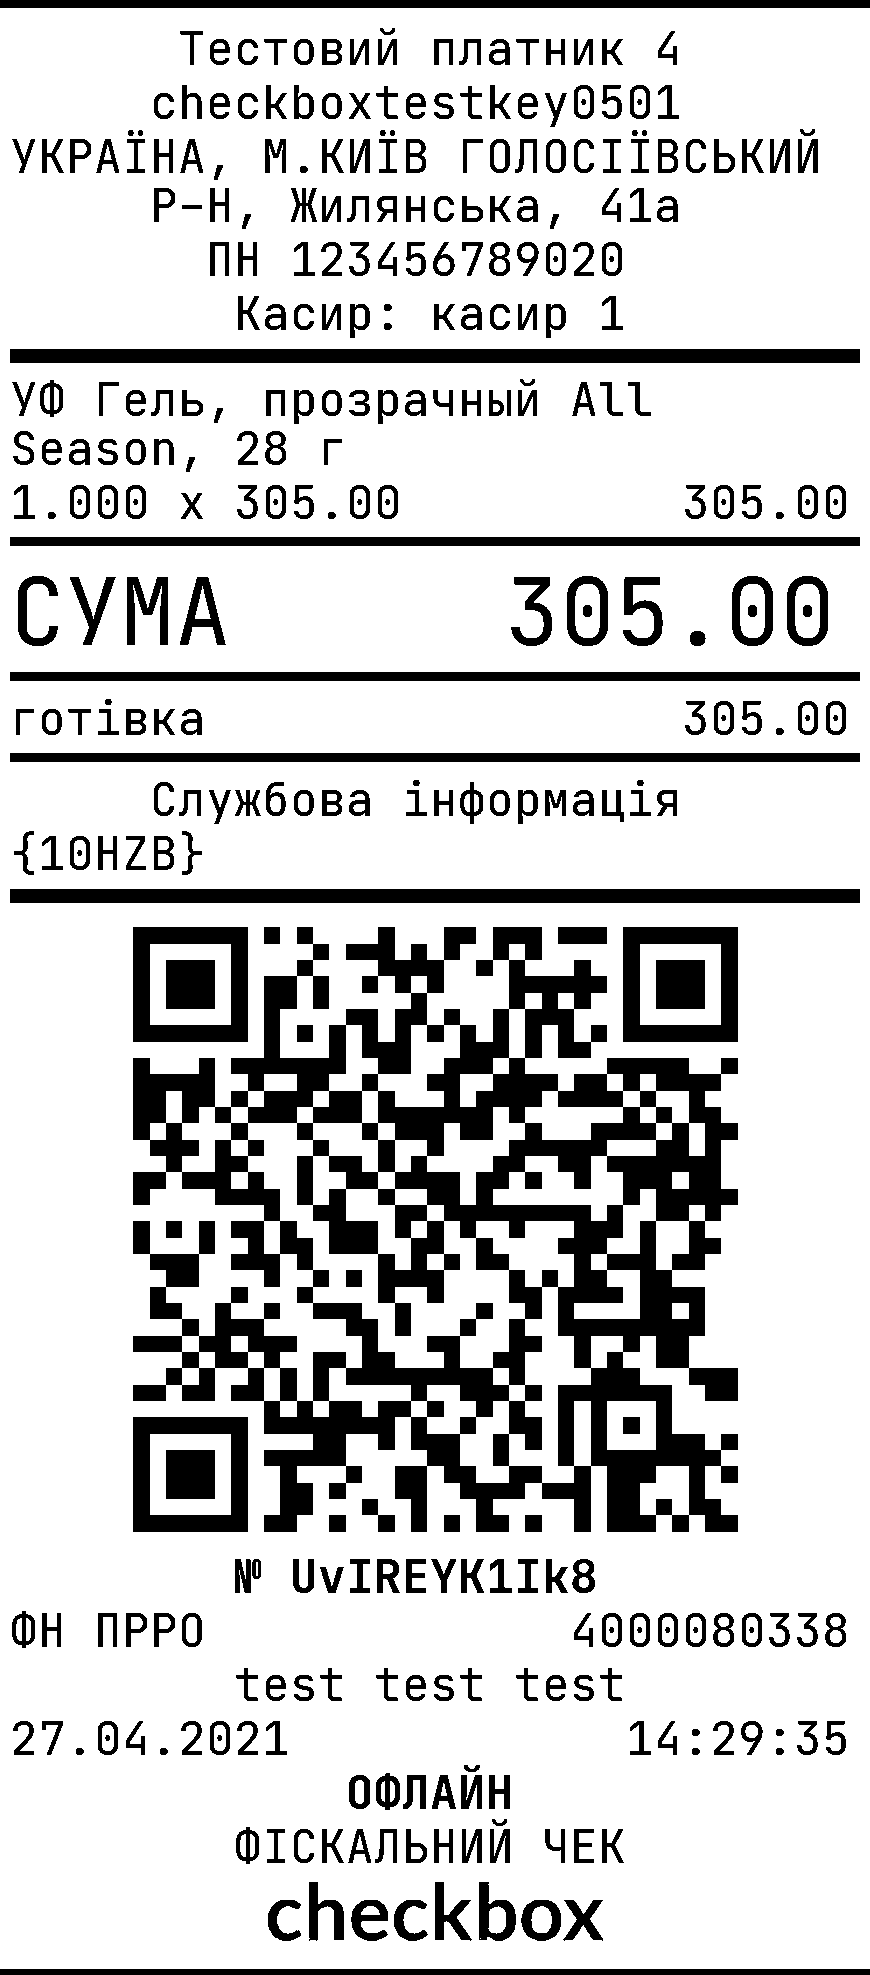 Тестовий платник 4
checkboxtestkey0501
УКРАЇНА, М.КИЇВ ГОЛОСІЇВСЬКИЙ
Р-Н, Жилянська, 41а
ПН 123456789020
Касир: касир 1
УФ Гель, прозрачный All
Season, 28 г
1.000 x 305.00 305.00
СУМА 305.00
готівка 305.00
Службова інформація
{10HZB}
№ UvIREYK1Ik8
ФН ПРРО 4000080338
test test test
27.04.2021 14:29:35
ОФЛАЙН
ФІСКАЛЬНИЙ ЧЕК
checkbox